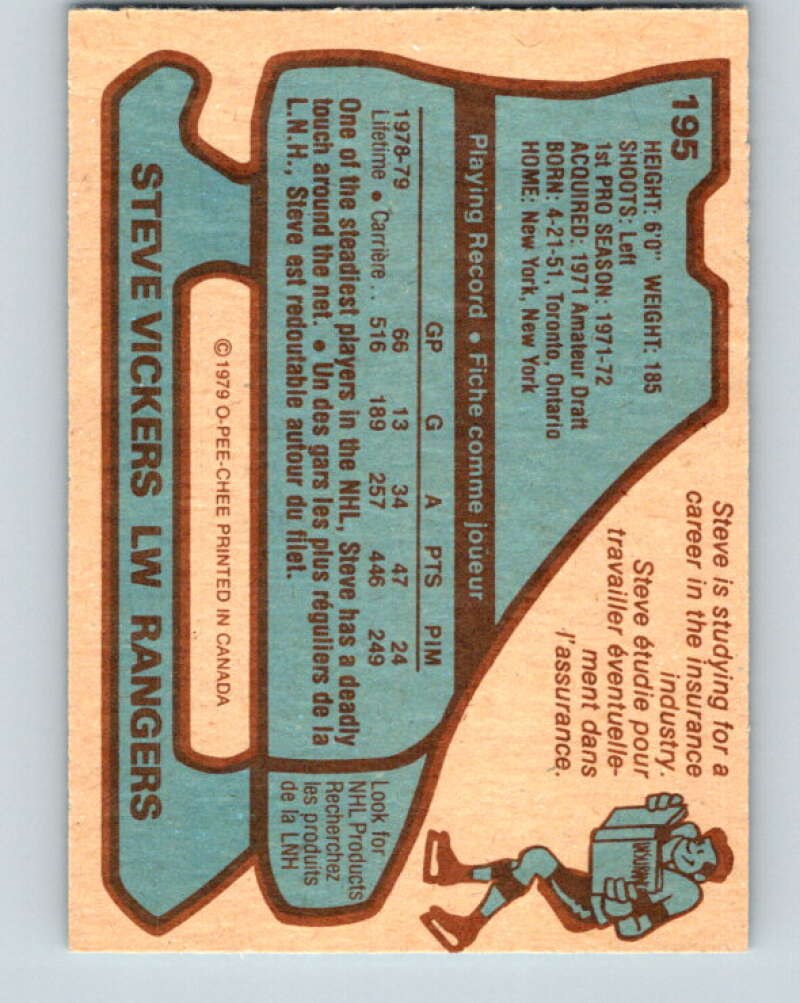 195
HEIGHT: 6'0" WEIGHT: 185
SHOOTS: Left
1st PRO SEASON: 1971-72
ACQUIRED: 1971 Amateur Draft
BORN: 4-21-51, Toronto, Ontario
HOME: New York, New York
Steve is studying for a
career in the insurance
industry.
Steve étudie pour
travailler éventuelle-
ment dans
l'assurance.
Playing Record • Fiche comme joueur
GP G A PTS PIM
1978-79 66 13 34 47 24
Lifetime • Carrière .. 516 189 257 446 249
One of the steadiest players in the NHL, Steve has a deadly
touch around the net. • Un des gars les plus réguliers de la
L.N.H., Steve est redoutable autour du filet.
Look for
NHL Products
Recherchez
les produits
de la LNH
©1979 O-PEE-CHEE PRINTED IN CANADA
STEVE VICKERS LW RANGERS